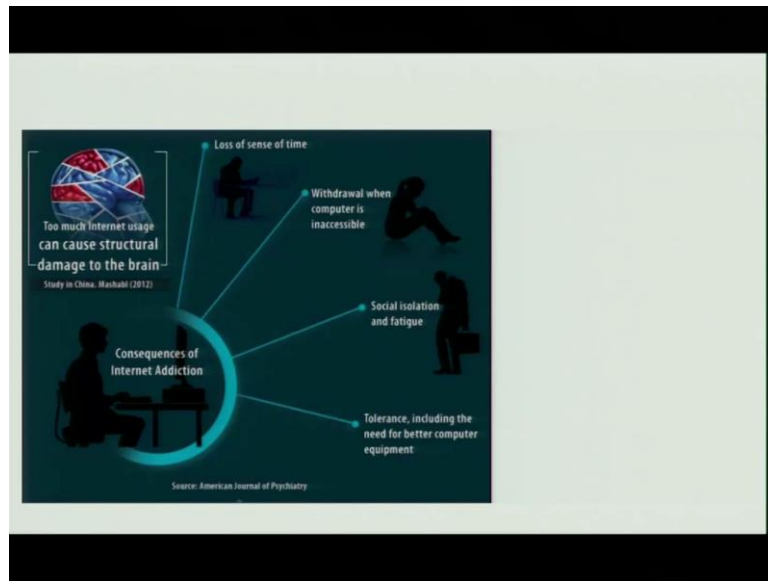 Loss of sense of time
Withdrawal when
computer is
inaccessible
Too much Internet usage
can cause structural
damage to the brain
Study in China. Mashabi (2012)
Social isolation
and fatigue
Consequences of
Internet Addiction
Tolerance, including the
need for better computer
equipment
Source: American Journal of Psychiatry